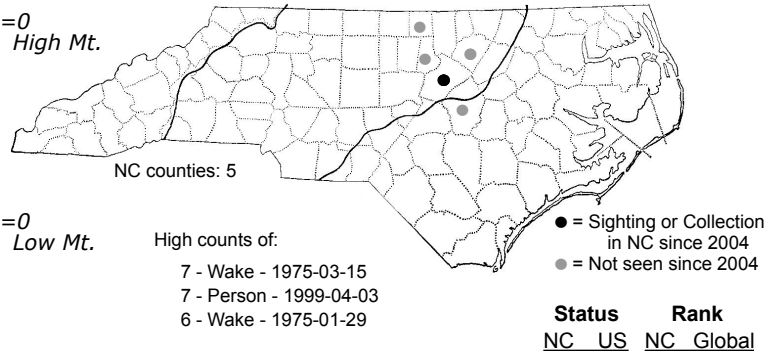 =0
High Mt.
NC counties: 5
=0
Low Mt.
High counts of:
7 - Wake - 1975-03-15
7 - Person - 1999-04-03
6 - Wake - 1975-01-29
= Sighting or Collection
in NC since 2004
= Not seen since 2004
Status Rank
NC US NC Global